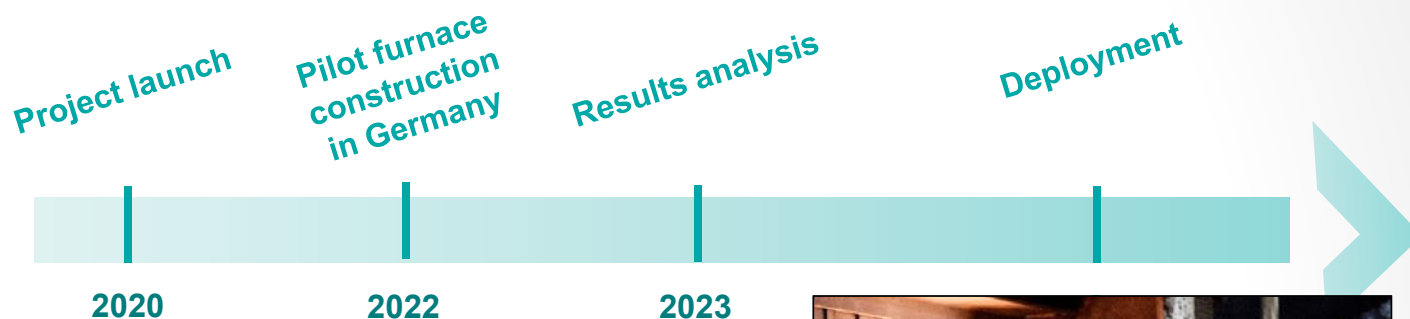 Project launch
Pilot furnace
construction
in Germany
Results analysis
Deployment
2020
2022
2023